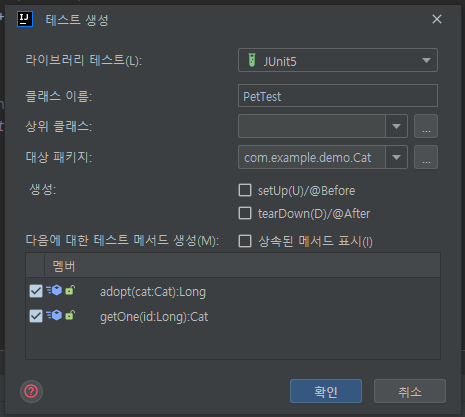 IJ 테스트 생성
라이브러리 테스트(L): JUnit5
클래스 이름: PetTest
상위 클래스: ...
대상 패키지: com.example.demo.Cat ...
생성: setUp(U)/@Before
tearDown(D)/@After
다음에 대한 테스트 메서드 생성(M): 상속된 메서드 표시(I)
멤버
adopt(cat:Cat):Long
getOne(id:Long):Cat
? 확인 취소